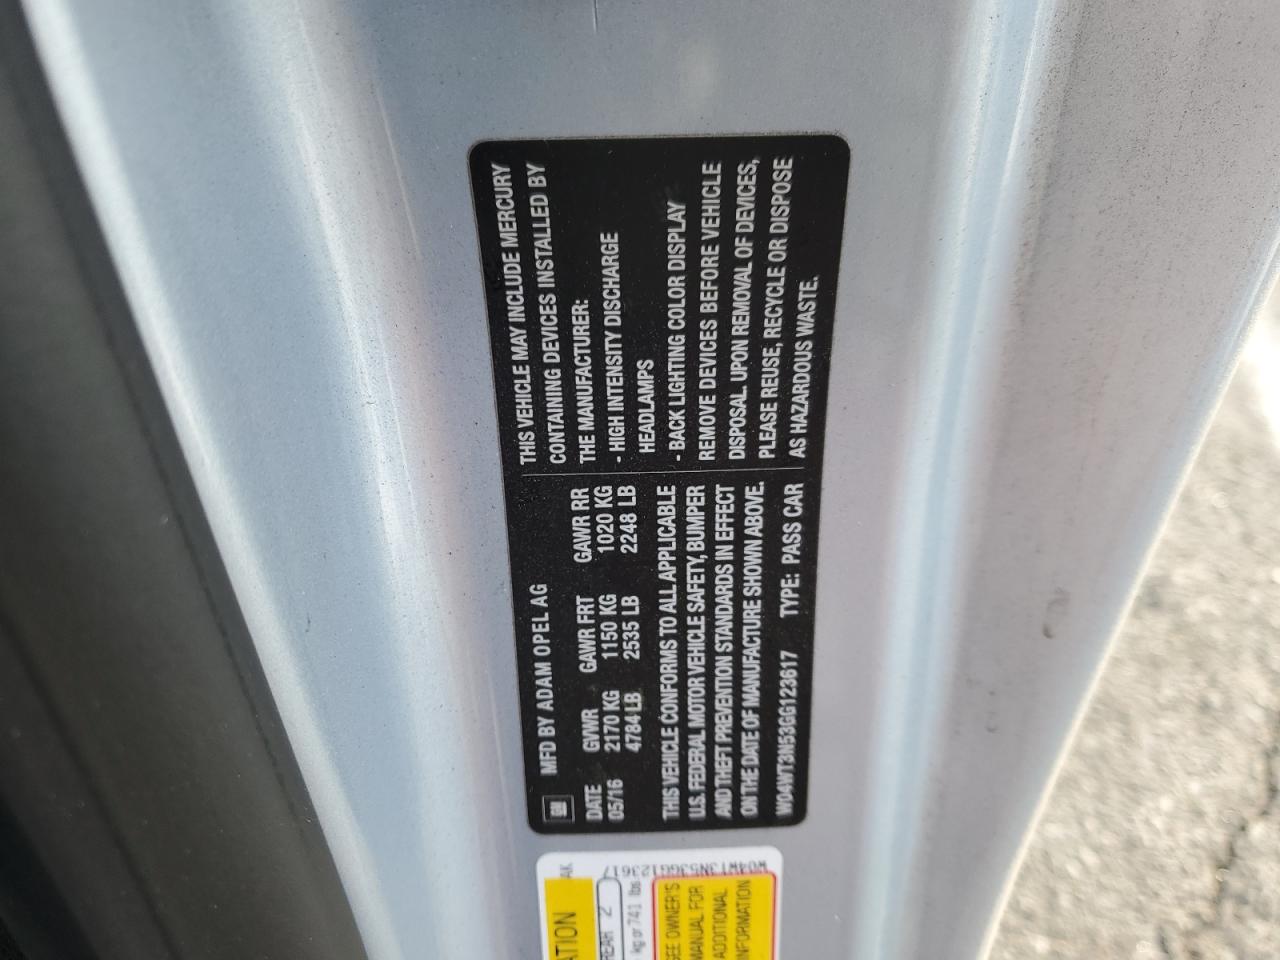 GM MFD BY ADAM OPEL AG
DATE GVWR GAWR FRT GAWR RR
05/16 2170 KG 1150 KG 1020 KG
4784 LB 2535 LB 2248 LB
THIS VEHICLE CONFORMS TO ALL APPLICABLE
U.S. FEDERAL MOTOR VEHICLE SAFETY, BUMPER
AND THEFT PREVENTION STANDARDS IN EFFECT
ON THE DATE OF MANUFACTURE SHOWN ABOVE.
W04WT3N53GG123617 TYPE: PASS CAR
THIS VEHICLE MAY INCLUDE MERCURY
CONTAINING DEVICES INSTALLED BY
THE MANUFACTURER:
- HIGH INTENSITY DISCHARGE
HEADLAMPS
- BACK LIGHTING COLOR DISPLAY
REMOVE DEVICES BEFORE VEHICLE
DISPOSAL. UPON REMOVAL OF DEVICES,
PLEASE REUSE, RECYCLE OR DISPOSE
AS HAZARDOUS WASTE.
W04WT3N53GG123617
ATION
REAR 2
kg or 741 lbs
SEE OWNER'S
MANUAL FOR
ADDITIONAL
INFORMATION